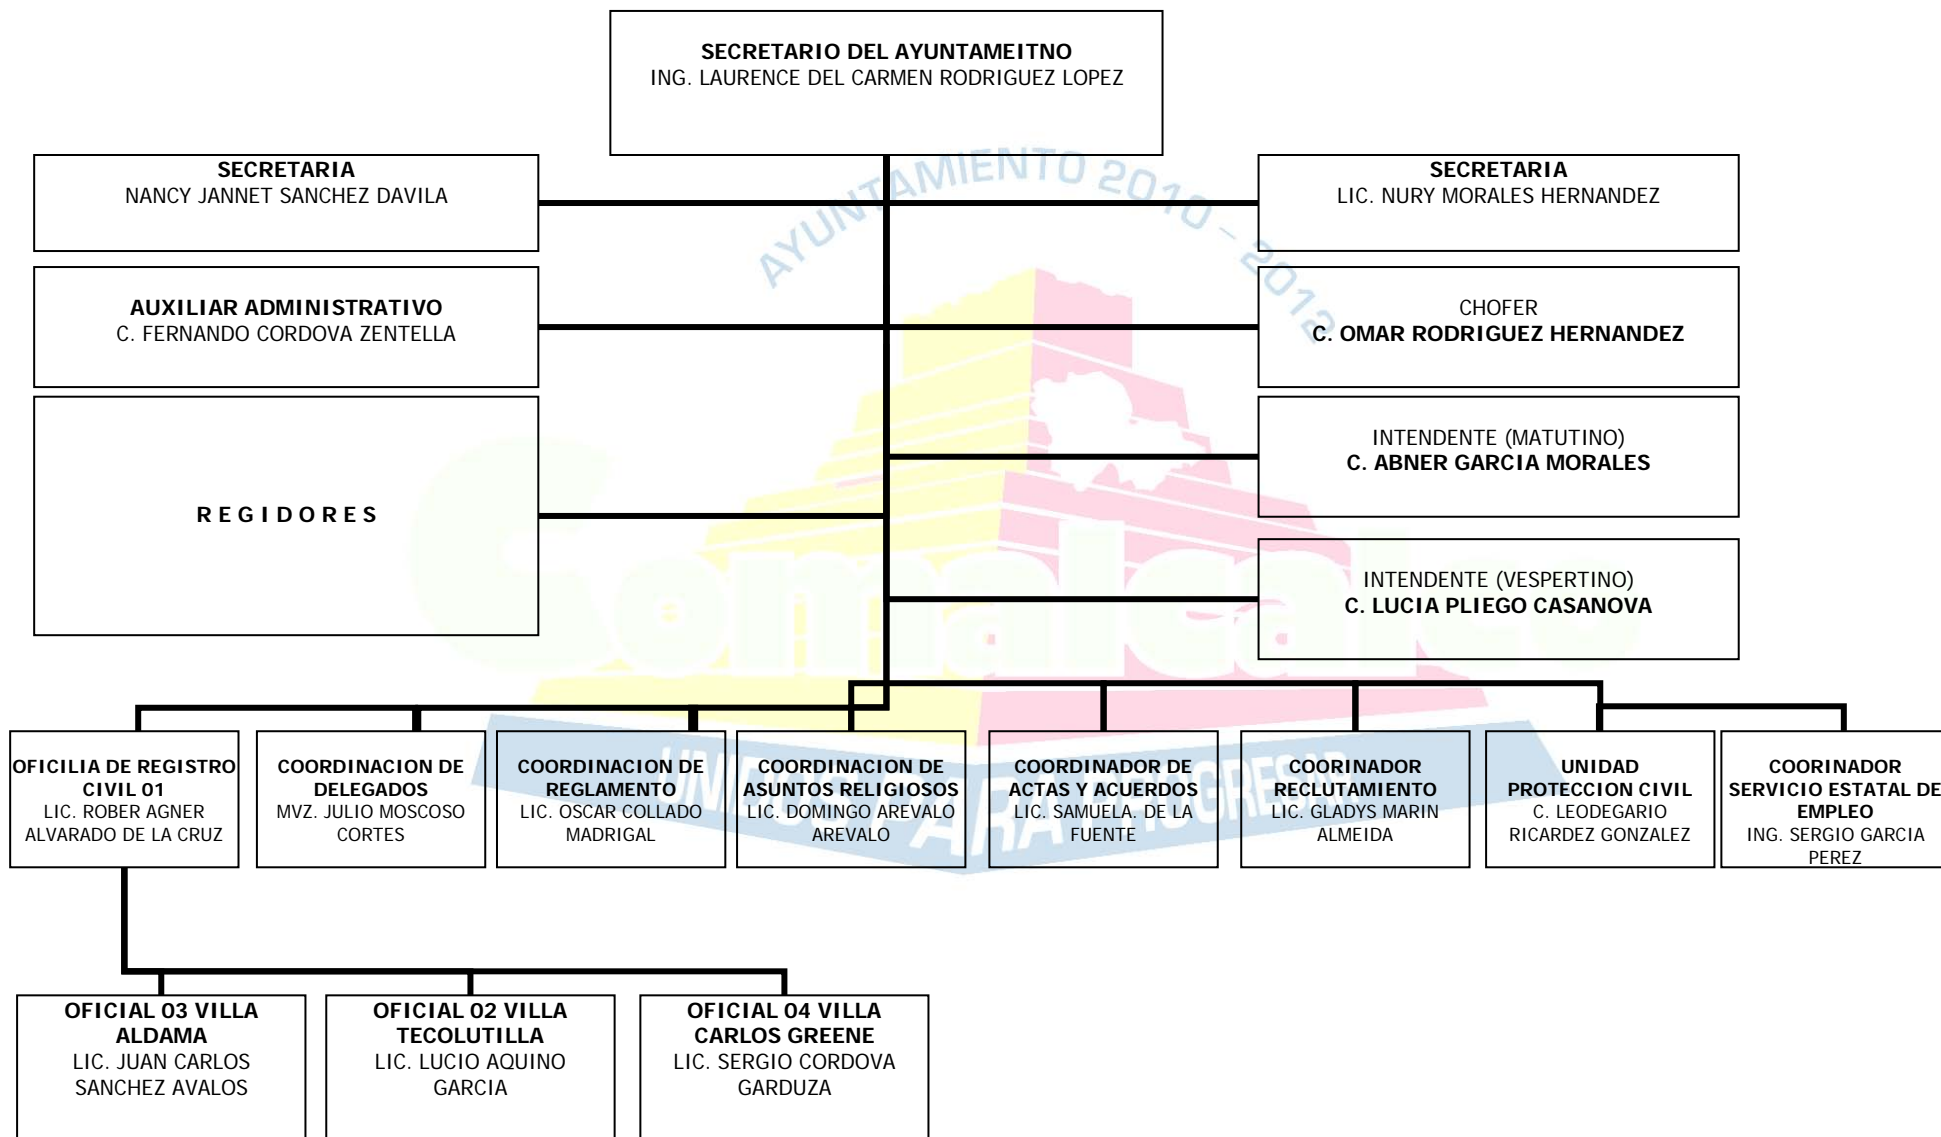 SECRETARIO DEL AYUNTAMEITNO
ING. LAURENCE DEL CARMEN RODRIGUEZ LOPEZ
SECRETARIA
NANCY JANNET SANCHEZ DAVILA
SECRETARIA
LIC. NURY MORALES HERNANDEZ
AYUNTAMIENTO 2010 - 2012
AUXILIAR ADMINISTRATIVO
C. FERNANDO CORDOVA ZENTELLA
CHOFER
C. OMAR RODRIGUEZ HERNANDEZ
REGIDORES
INTENDENTE (MATUTINO)
C. ABNER GARCIA MORALES
INTENDENTE (VESPERTINO)
C. LUCIA PLIEGO CASANOVA
Comalcalco
UNIDOS PARA PROGRESAR
OFICILIA DE REGISTRO
CIVIL 01
LIC. ROBER AGNER
ALVARADO DE LA CRUZ
COORDINACION DE
DELEGADOS
MVZ. JULIO MOSCOSO
CORTES
COORDINACION DE
REGLAMENTO
LIC. OSCAR COLLADO
MADRIGAL
COORDINACION DE
ASUNTOS RELIGIOSOS
LIC. DOMINGO AREVALO
AREVALO
COORDINADOR DE
ACTAS Y ACUERDOS
LIC. SAMUELA. DE LA
FUENTE
COORINADOR
RECLUTAMIENTO
LIC. GLADYS MARIN
ALMEIDA
UNIDAD
PROTECCION CIVIL
C. LEODEGARIO
RICARDEZ GONZALEZ
COORINADOR
SERVICIO ESTATAL DE
EMPLEO
ING. SERGIO GARCIA
PEREZ
OFICIAL 03 VILLA
ALDAMA
LIC. JUAN CARLOS
SANCHEZ AVALOS
OFICIAL 02 VILLA
TECOLUTILLA
LIC. LUCIO AQUINO
GARCIA
OFICIAL 04 VILLA
CARLOS GREENE
LIC. SERGIO CORDOVA
GARDUZA